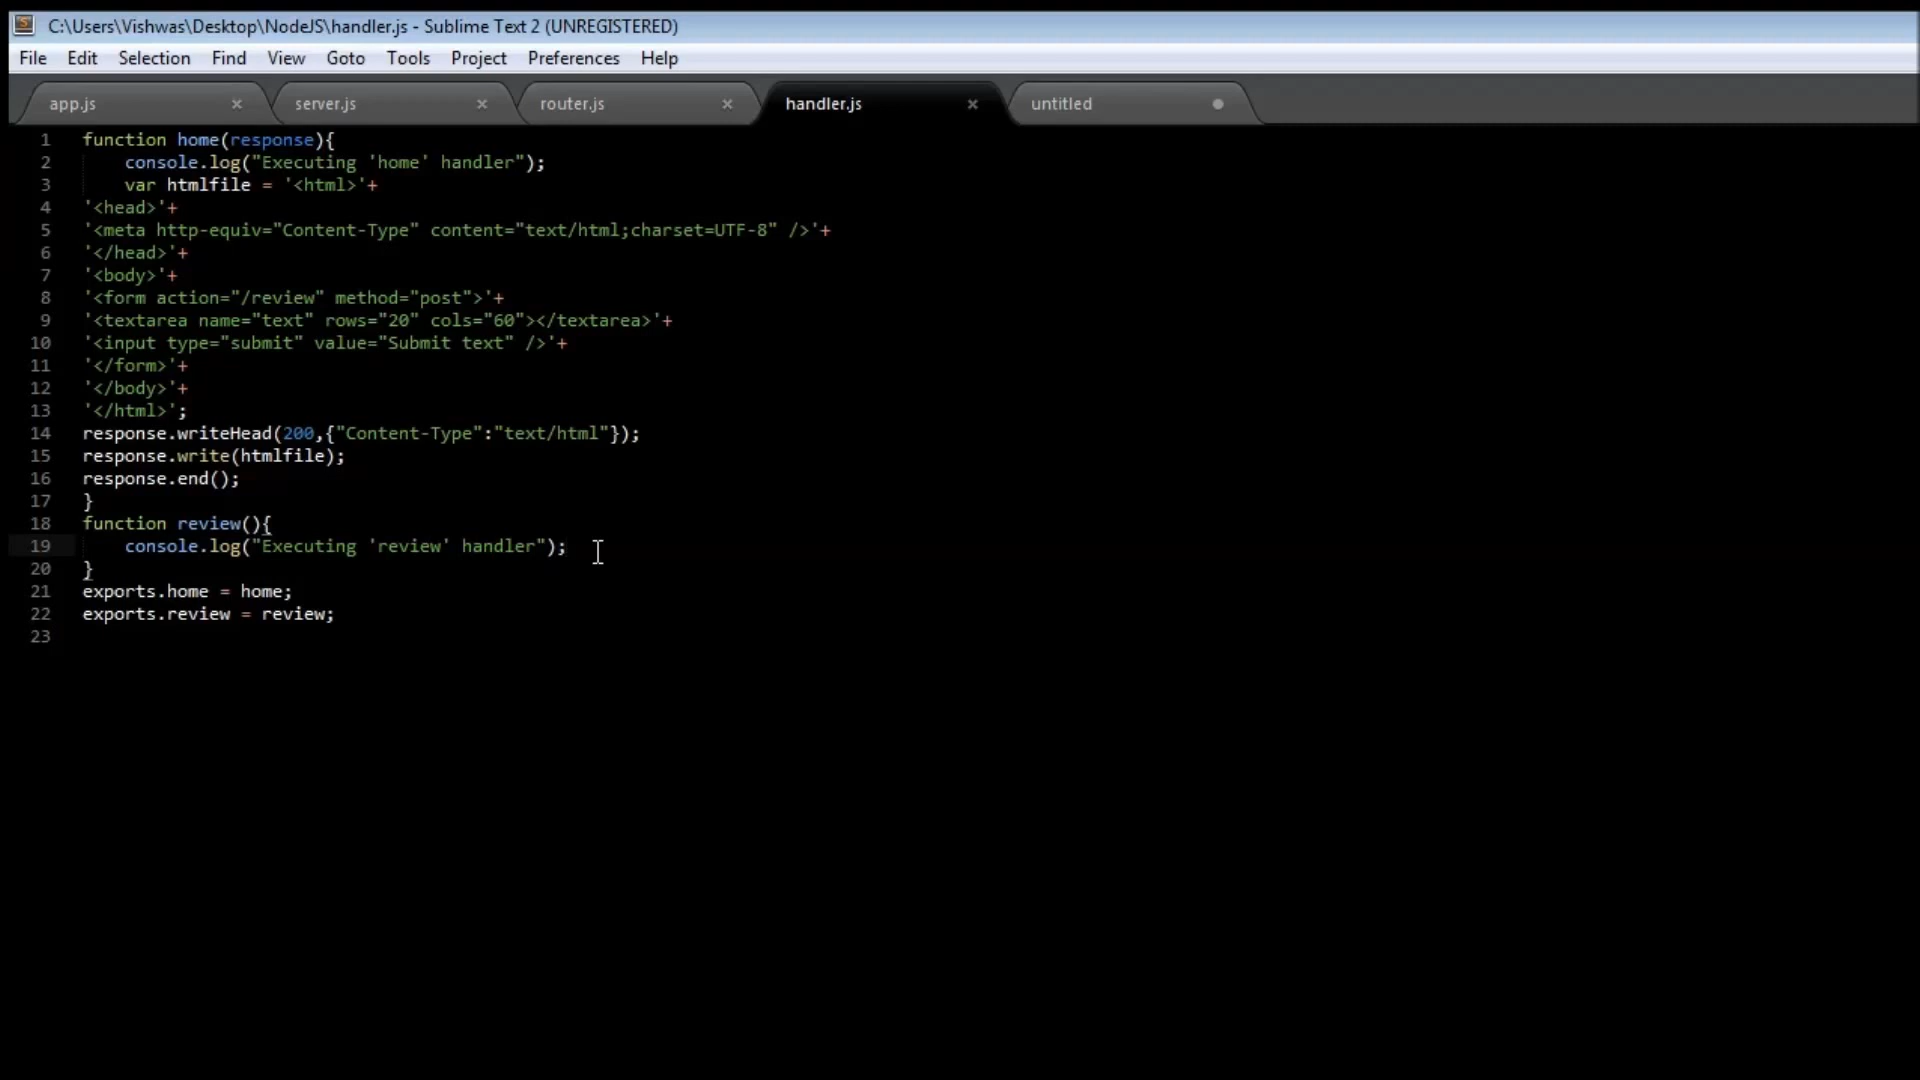 C:\Users\Vishwas\Desktop\NodeJS\handler.js - Sublime Text 2 (UNREGISTERED)
File Edit Selection Find View Goto Tools Project Preferences Help
app.js × server.js × router.js × handler.js × untitled
1 function home(response){
2 console.log("Executing 'home' handler");
3 var htmlfile = '<html>'+
4 '<head>'+
5 '<meta http-equiv="Content-Type" content="text/html;charset=UTF-8" />'+
6 '</head>'+
7 '<body>'+
8 '<form action="/review" method="post">'+
9 '<textarea name="text" rows="20" cols="60"></textarea>'+
10 '<input type="submit" value="Submit text" />'+
11 '</form>'+
12 '</body>'+
13 '</html>';
14 response.writeHead(200,{"Content-Type":"text/html"});
15 response.write(htmlfile);
16 response.end();
17 }
18 function review(){
19 console.log("Executing 'review' handler");
20 }
21 exports.home = home;
22 exports.review = review;
23